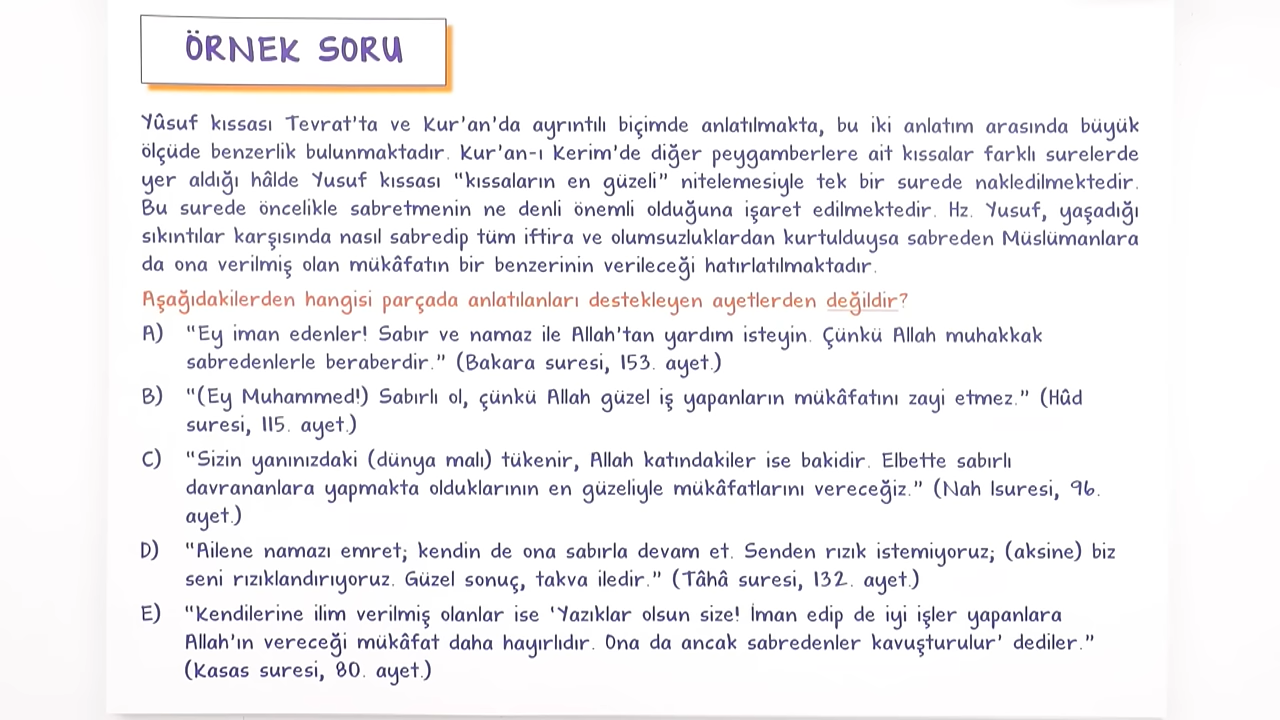 ÖRNEK SORU
Yûsuf kıssası Tevrat'ta ve Kur'an'da ayrıntılı biçimde anlatılmakta, bu iki anlatım arasında büyük
ölçüde benzerlik bulunmaktadır. Kur'an-ı Kerim'de diğer peygamberlere ait kıssalar farklı surelerde
yer aldığı hâlde Yusuf kıssası "kıssaların en güzeli" nitelemesiyle tek bir surede nakledilmektedir.
Bu surede öncelikle sabretmenin ne denli önemli olduğuna işaret edilmektedir. Hz. Yusuf, yaşadığı
sıkıntılar karşısında nasıl sabredip tüm iftira ve olumsuzluklardan kurtulduysa sabreden Müslümanlara
da ona verilmiş olan mükâfatın bir benzerinin verileceği hatırlatılmaktadır.
Aşağıdakilerden hangisi parçada anlatılanları destekleyen ayetlerden değildir?
A) "Ey iman edenler! Sabır ve namaz ile Allah'tan yardım isteyin. Çünkü Allah muhakkak
sabredenlerle beraberdir." (Bakara suresi, 153. ayet.)
B) "(Ey Muhammed!) Sabırlı ol, çünkü Allah güzel iş yapanların mükâfatını zayi etmez." (Hûd
suresi, 115. ayet.)
C) "Sizin yanınızdaki (dünya malı) tükenir, Allah katındakiler ise bakidir. Elbette sabırlı
davrananlara yapmakta olduklarının en güzeliyle mükâfatlarını vereceğiz." (Nah lsuresi, 96.
ayet.)
D) "Ailene namazı emret; kendin de ona sabırla devam et. Senden rızık istemiyoruz; (aksine) biz
seni rızıklandırıyoruz. Güzel sonuç, takva iledir." (Tâhâ suresi, 132. ayet.)
E) "Kendilerine ilim verilmiş olanlar ise 'Yazıklar olsun size! İman edip de iyi işler yapanlara
Allah'ın vereceği mükâfat daha hayırlıdır. Ona da ancak sabredenler kavuşturulur' dediler."
(Kasas suresi, 80. ayet.)